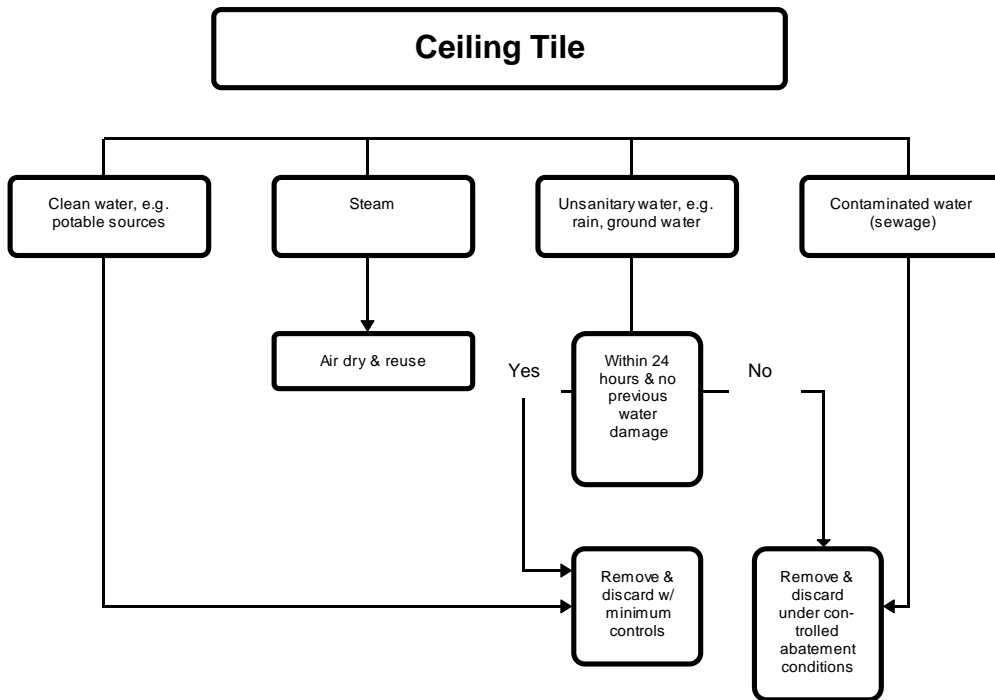 Ceiling Tile
Clean water, e.g.
potable sources
Steam
Unsanitary water, e.g.
rain, ground water
Contaminated water
(sewage)
Air dry & reuse
Yes
Within 24
hours & no
previous
water
damage
No
Remove &
discard w/
minimum
controls
Remove &
discard
under con-
trolled
abatement
conditions